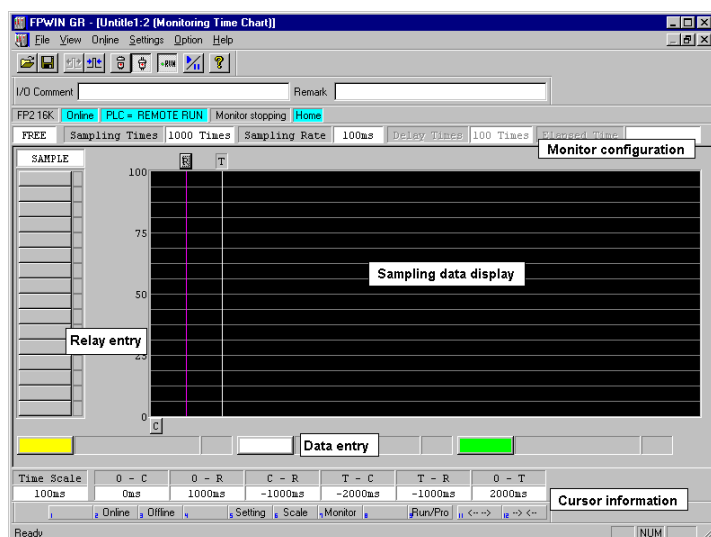 FPWIN GR - [Untitle1:2 (Monitoring Time Chart)]
File View Online Settings Option Help
RUN
I/O Comment Remark
FP2 16K Online PLC = REMOTE RUN Monitor stopping Home
FREE Sampling Times 1000 Times Sampling Rate 100ms Delay Times 100 Times Elapsed Time
Monitor configuration
SAMPLE R T
100
75
Sampling data display
50
Relay entry
25
0
C
Data entry
Time Scale 0 - C 0 - R C - R T - C T - R 0 - T
100ms 0ms 1000ms -1000ms -2000ms -1000ms 2000ms
Cursor information
1 2 Online 3 Offline 4 5 Setting 6 Scale 7 Monitor 8 9 Run/Pro 11 <-- --> 12 --> <--
Ready NUM